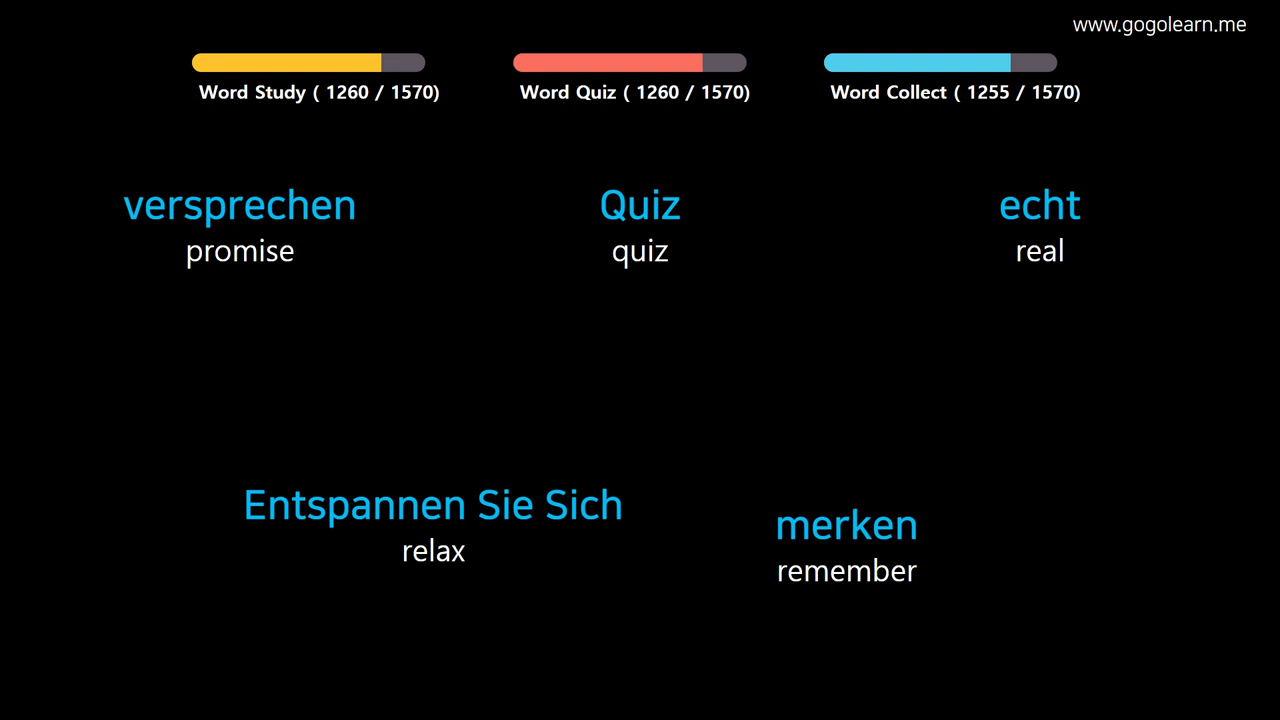 www.gogolearn.me
Word Study ( 1260 / 1570)
Word Quiz ( 1260 / 1570)
Word Collect ( 1255 / 1570)
versprechen
promise
Quiz
quiz
echt
real
Entspannen Sie Sich
relax
merken
remember